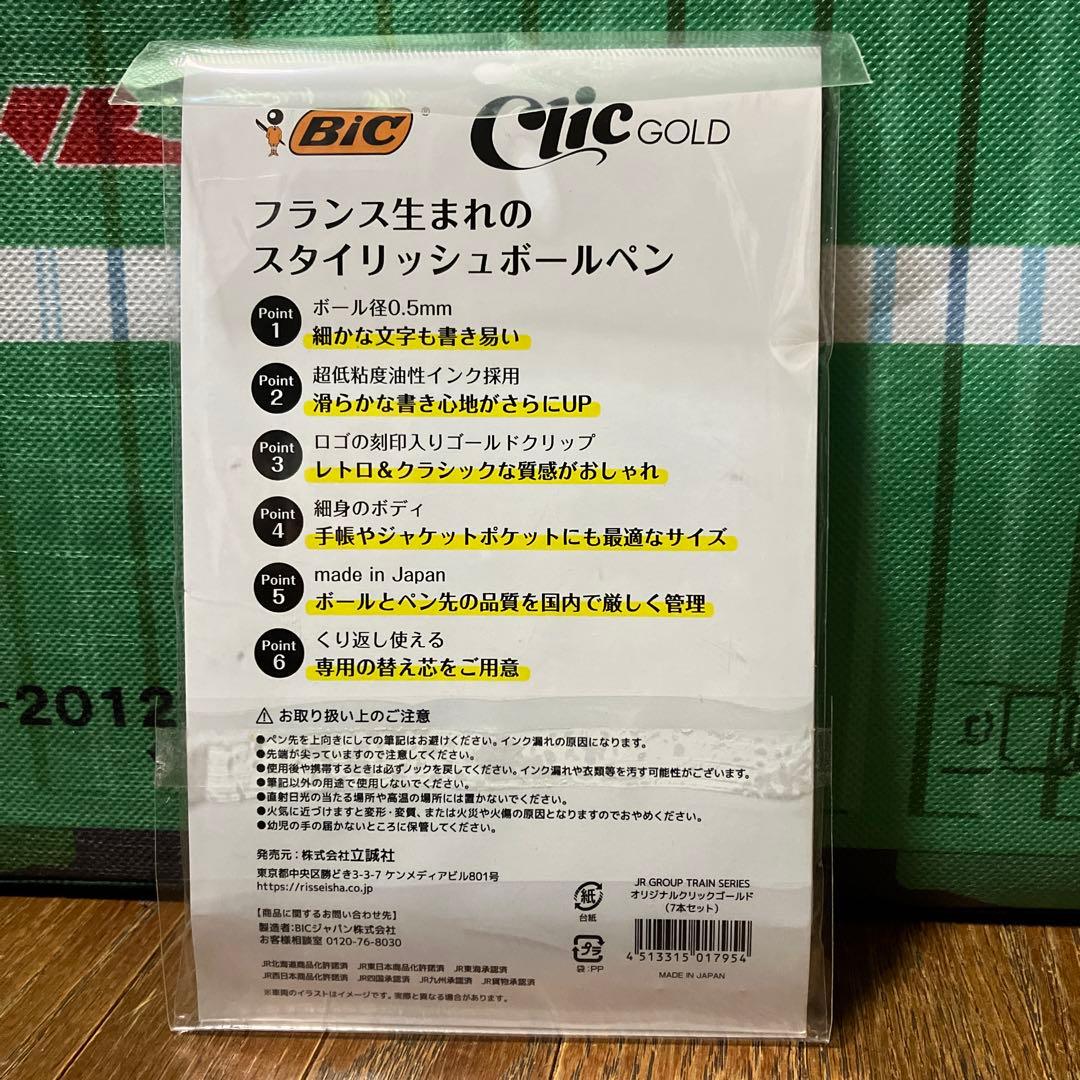 BiC®
Clic GOLD
フランス生まれの
スタイリッシュボールペン
Point 1
ボール径0.5mm
細かな文字も書き易い
Point 2
超低粘度油性インク採用
滑らかな書き心地がさらにUP
Point 3
ロゴの刻印入りゴールドクリップ
レトロ&クラシックな質感がおしゃれ
Point 4
細身のボディ
手帳やジャケットポケットにも最適なサイズ
Point 5
made in Japan
ボールとペン先の品質を国内で厳しく管理
Point 6
くり返し使える
専用の替え芯をご用意
-2012
⚠ お取り扱い上のご注意
●ペン先を上向きにしての筆記はお避けください。インク漏れの原因になります。
●先端が尖っていますので注意してください。
●使用後や携帯するときは必ずノックを戻してください。インク漏れや衣類等を汚す可能性がございます。
●筆記以外の用途で使用しないでください。
●直射日光の当たる場所や高温の場所には置かないでください。
●火気に近づけますと変形・変質、または火災や火傷の原因となりますのでおやめください。
●幼児の手の届かないところに保管してください。
発売元:株式会社立誠社
東京都中央区勝どき3-3-7 ケンメディアビル801号
https://risseisha.co.jp
【商品に関するお問い合わせ先】
製造者:BICジャパン株式会社
お客様相談室 0120-76-8030
JR北海道商品化許諾済 JR東日本商品化許諾済 JR東海承認済
JR西日本商品化許諾済 JR四国承認済 JR九州承認済 JR貨物承認済
※車両のイラストはイメージです。実際と異なる場合があります。
紙
台紙
プラ
袋:PP
JR GROUP TRAIN SERIES
オリジナルクリックゴールド
(7本セット)
4 513315 017954
MADE IN JAPAN